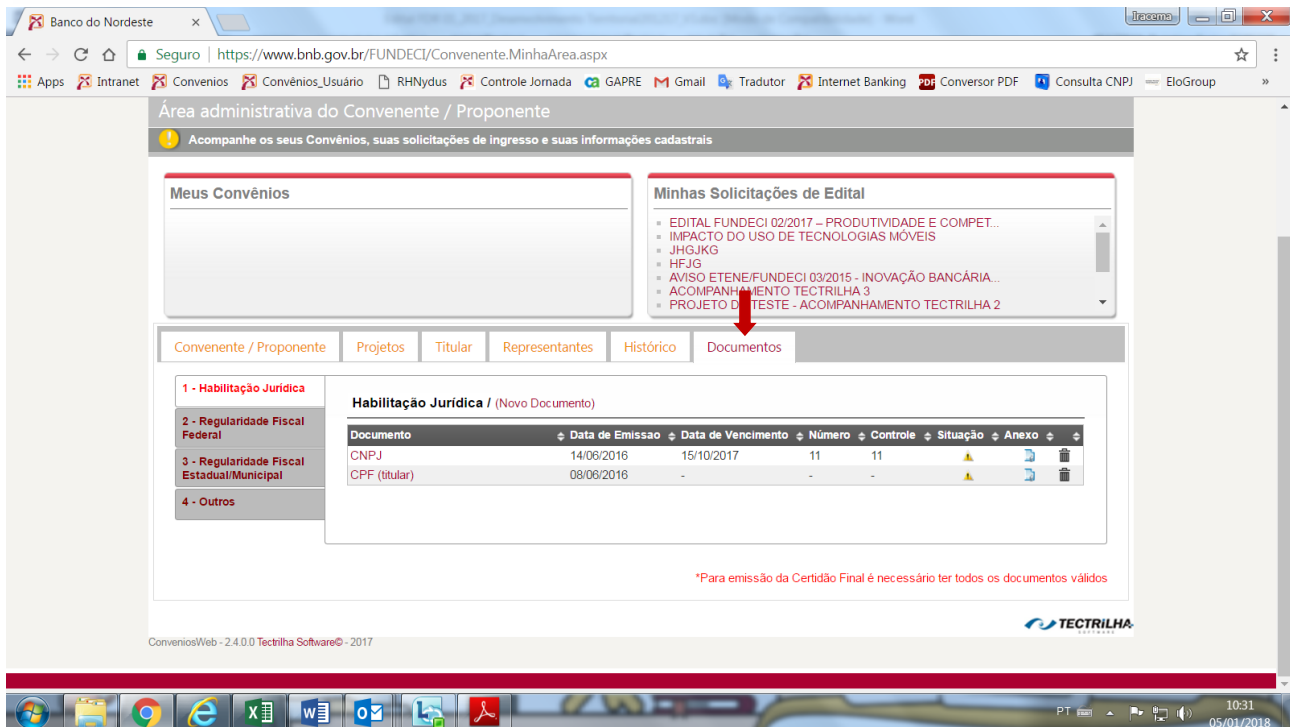 Banco do Nordeste
Iracema
Seguro | https://www.bnb.gov.br/FUNDECI/Convenente.MinhaArea.aspx
Apps Intranet Convenios Convênios_Usuário RHNydus Controle Jornada GAPRE Gmail Tradutor Internet Banking Conversor PDF Consulta CNPJ EloGroup »
Área administrativa do Convenente / Proponente
Acompanhe os seus Convênios, suas solicitações de ingresso e suas informações cadastrais
Meus Convênios
Minhas Solicitações de Edital
EDITAL FUNDECI 02/2017 – PRODUTIVIDADE E COMPET...
IMPACTO DO USO DE TECNOLOGIAS MÓVEIS
JHGJKG
HFJG
AVISO ETENE/FUNDECI 03/2015 - INOVAÇÃO BANCÁRIA...
ACOMPANHAMENTO TECTRILHA 3
PROJETO DE TESTE - ACOMPANHAMENTO TECTRILHA 2
Convenente / Proponente Projetos Titular Representantes Histórico Documentos
1 - Habilitação Jurídica
2 - Regularidade Fiscal
Federal
3 - Regularidade Fiscal
Estadual/Municipal
4 - Outros
Habilitação Jurídica / (Novo Documento)
Documento Data de Emissao Data de Vencimento Número Controle Situação Anexo
CNPJ 14/06/2016 15/10/2017 11 11
CPF (titular) 08/06/2016 - - -
*Para emissão da Certidão Final é necessário ter todos os documentos válidos
TECTRILHA
SOFTWARE
ConveniosWeb - 2.4.0.0 Tectrilha Software© - 2017
PT
10:31
05/01/2018